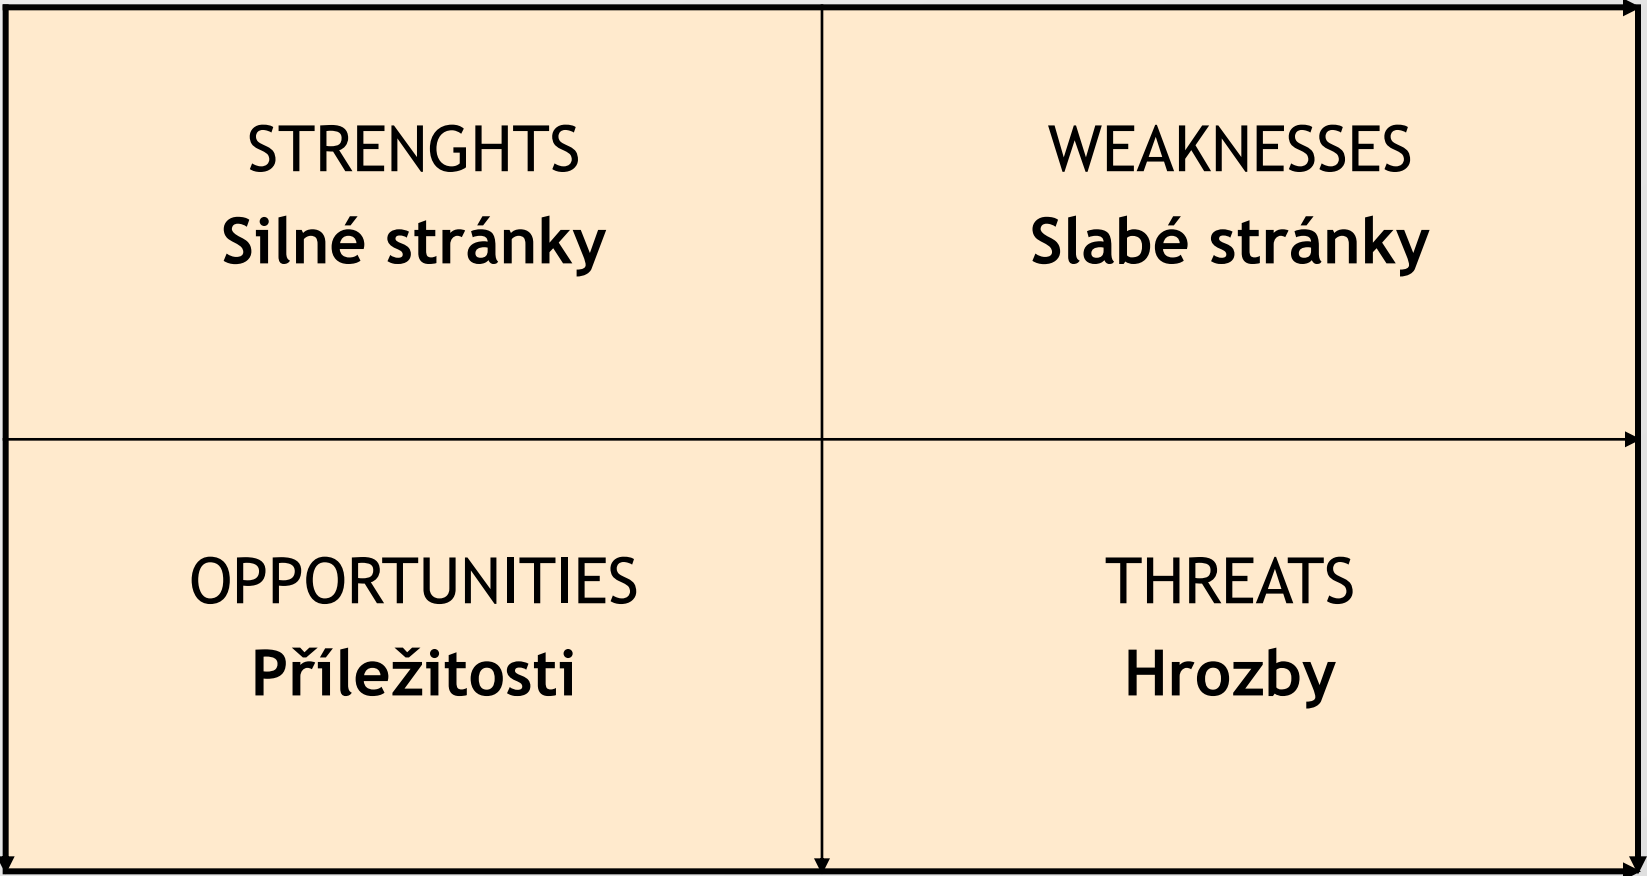 STRENGHTS
Silné stránky
WEAKNESSES
Slabé stránky
OPPORTUNITIES
Příležitosti
THREATS
Hrozby